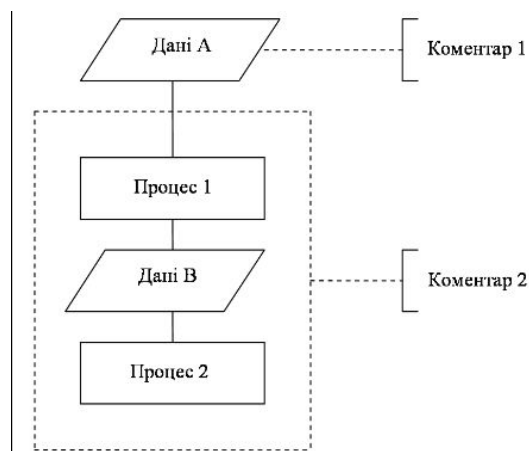 Дані А
Коментар 1
Процес 1
Дані В
Коментар 2
Процес 2